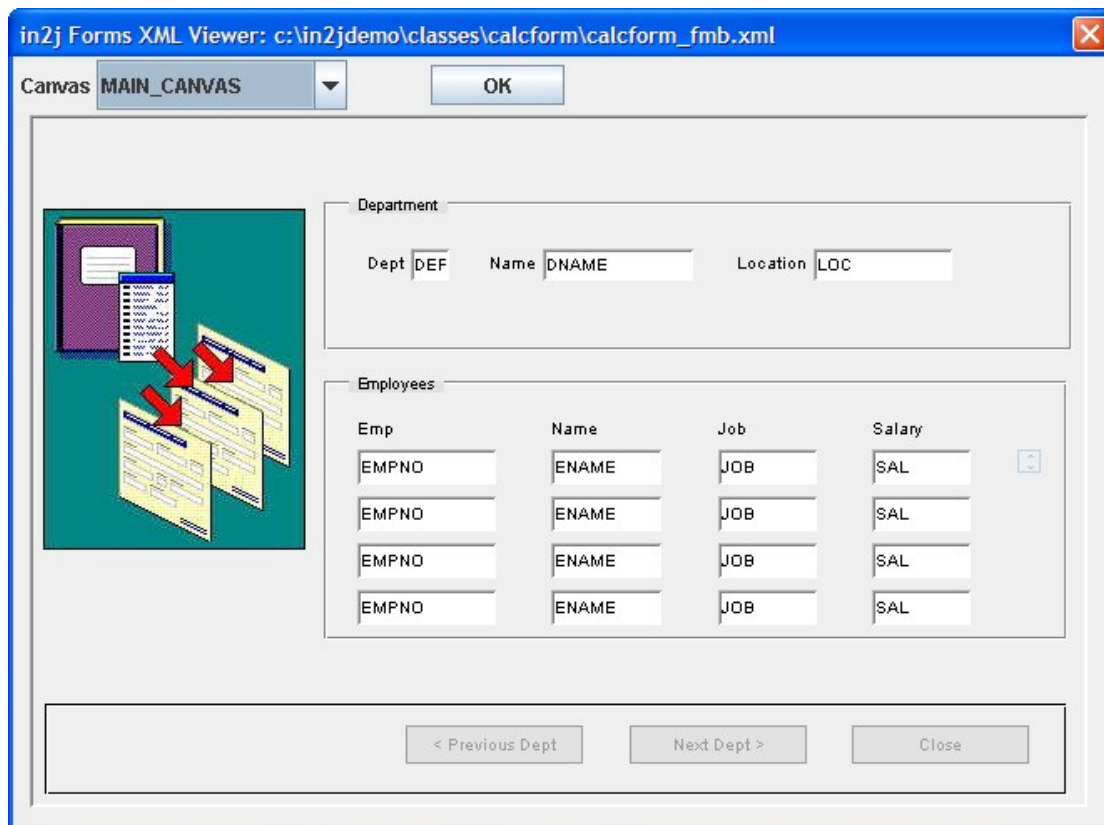 in2j Forms XML Viewer: c:\in2jdemo\classes\calcform\calcform_fmb.xml
Canvas MAIN_CANVAS OK
Department
Dept DEF Name DNAME Location LOC
Employees
Emp Name Job Salary
EMPNO ENAME JOB SAL
EMPNO ENAME JOB SAL
EMPNO ENAME JOB SAL
EMPNO ENAME JOB SAL
< Previous Dept Next Dept > Close